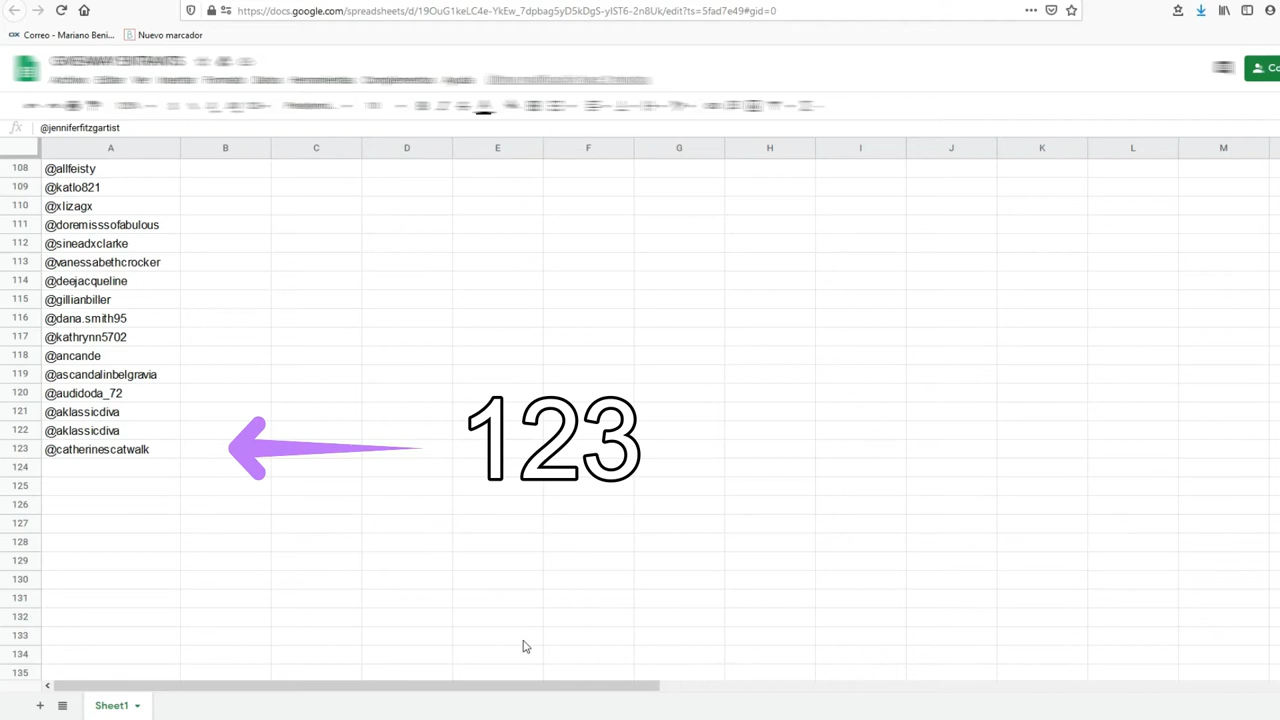 https://docs.google.com/spreadsheets/d/19OuG1keLC4e-YkEw_7dpbag5yD5kDgS-yIST6-2n8Uk/edit?ts=5fad7e49#gid=0
Correo - Mariano Beni... Nuevo marcador
Co
fx @jenniferfitzgartist
A B C D E F G H I J K L M
108 @allfeisty
109 @katlo821
110 @xlizagx
111 @doremisssofabulous
112 @sineadxclarke
113 @vanessabethcrocker
114 @deejacqueline
115 @gillianbiller
116 @dana.smith95
117 @kathrynn5702
118 @ancande
119 @ascandalinbelgravia
120 @audidoda_72
121 @aklassicdiva
122 @aklassicdiva
123 @catherinescatwalk
123
124
125
126
127
128
129
130
131
132
133
134
135
Sheet1